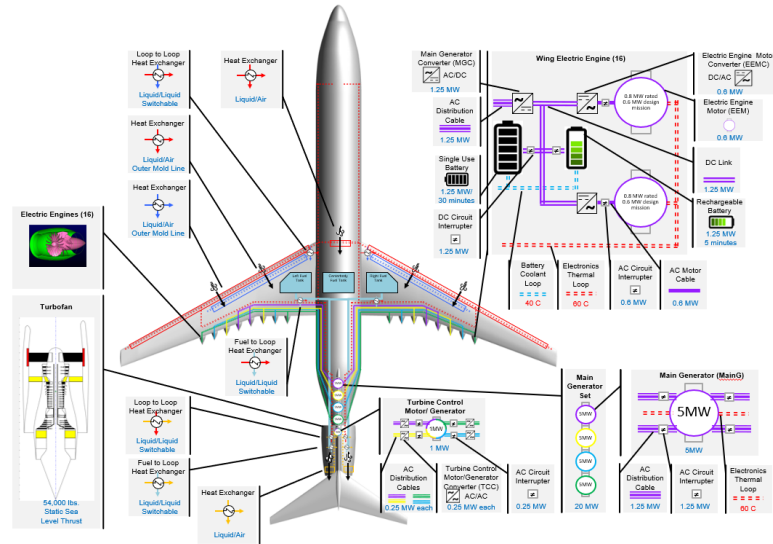 Loop to Loop
Heat Exchanger
Liquid/Liquid
Switchable
Heat Exchanger
Liquid/Air
Heat Exchanger
Liquid/Air
Outer Mold Line
Heat Exchanger
Liquid/Air
Outer Mold Line
Electric Engines (16)
Turbofan
54,000 lbs.
Static Sea
Level Thrust
Main Generator
Converter (MGC)
AC/DC
1.25 MW
AC
Distribution
Cable
1.25 MW
Single Use
Battery
1.25 MW/
30 minutes
DC Circuit
Interrupter
1.25 MW
Wing Electric Engine (16)
0.8 MW rated
0.6 MW design
mission
0.8 MW rated
0.6 MW design
mission
Electric Engine Motor
Converter (EEMC)
DC/AC
0.6 MW
Electric Engine
Motor (EEM)
0.6 MW
DC Link
1.25 MW
Rechargeable
Battery
1.25 MW
5 minutes
Battery
Coolant
Loop
40 C
Electronics
Thermal
Loop
60 C
AC Circuit
Interrupter
0.6 MW
AC Motor
Cable
0.6 MW
Left Fuel
Tank
Right Fuel
Tank
Fuel to Loop
Heat Exchanger
Liquid/Liquid
Switchable
Loop to Loop
Heat Exchanger
Liquid/Liquid
Switchable
Fuel to Loop
Heat Exchanger
Liquid/Liquid
Switchable
Heat Exchanger
Liquid/Air
Turbine Control
Motor/ Generator
1MW
1 MW
AC
Distribution
Cables
0.25 MW each
Turbine Control
Motor/Generator
Converter (TCC)
AC/AC
0.25 MW each
AC Circuit
Interrupter
0.25 MW
Main
Generator
Set
5MW
5MW
5MW
5MW
20 MW
Main Generator (MainG)
5MW
5MW
AC
Distribution
Cable
1.25 MW
AC Circuit
Interrupter
1.25 MW
Electronics
Thermal
Loop
60 C